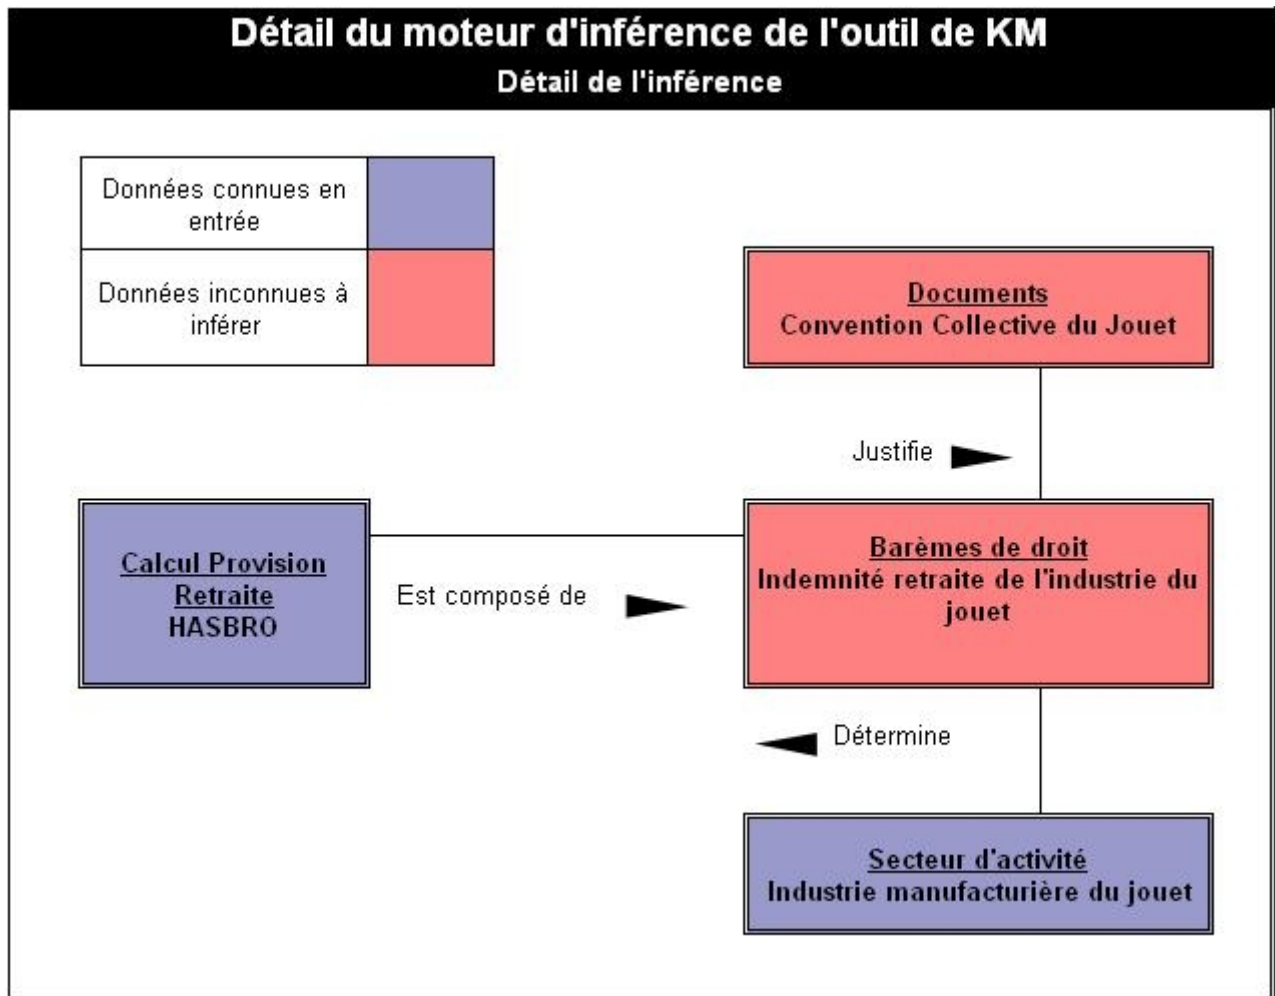 Détail du moteur d'inférence de l'outil de KM
Détail de l'inférence
Données connues en
entrée
Données inconnues à
inférer
Documents
Convention Collective du Jouet
Justifie
Calcul Provision
Retraite
HASBRO
Est composé de
Barèmes de droit
Indemnité retraite de l'industrie du
jouet
Détermine
Secteur d'activité
Industrie manufacturière du jouet